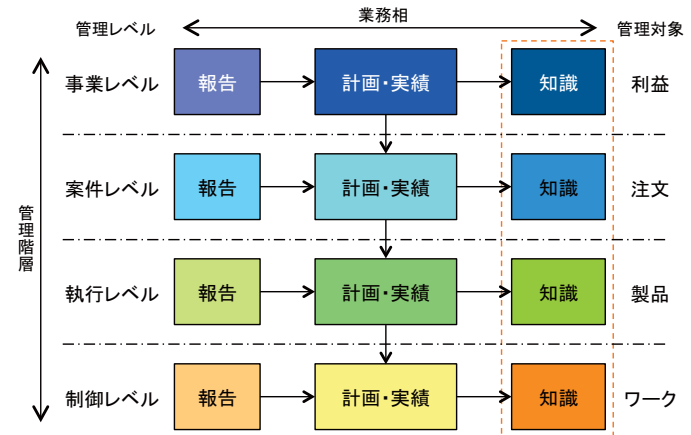 業務相
管理レベル
管理対象
事業レベル
報告
計画・実績
知識
利益
案件レベル
報告
計画・実績
知識
注文
管理階層
執行レベル
報告
計画・実績
知識
製品
制御レベル
報告
計画・実績
知識
ワーク